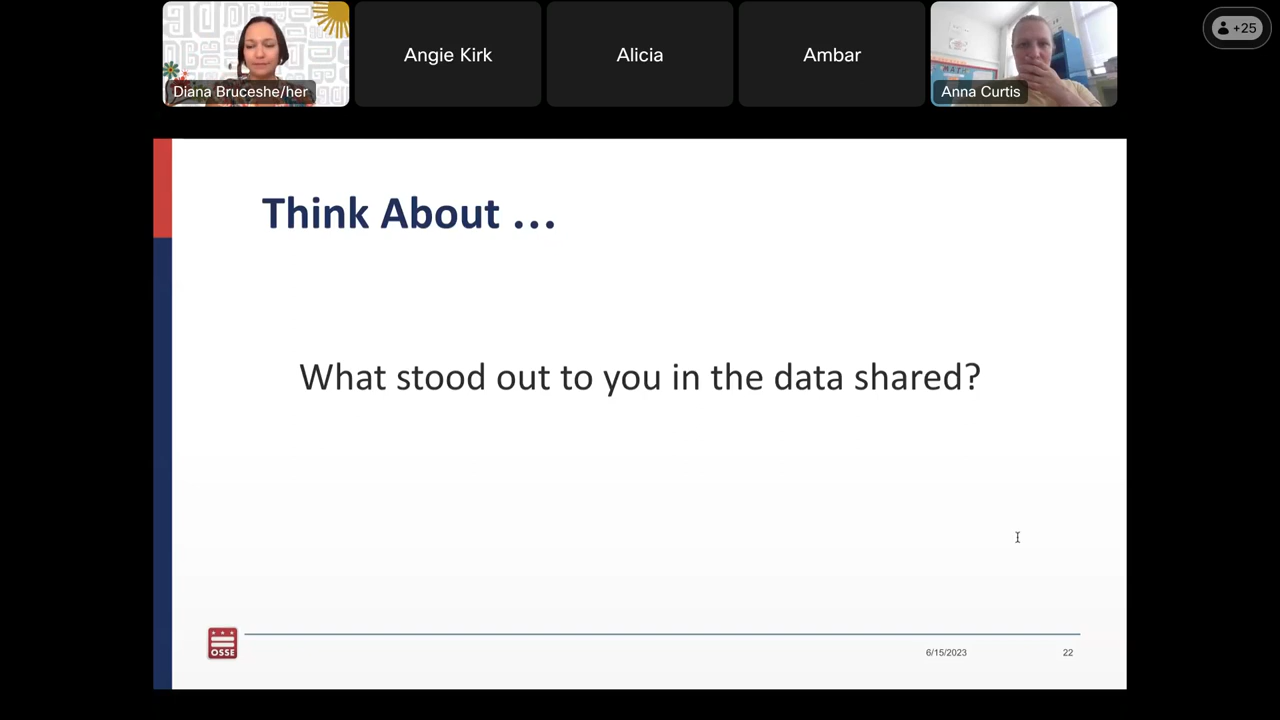 Diana Bruceshe/her
Angie Kirk
Alicia
Ambar
Anna Curtis
+25
MATH
Think About ...
What stood out to you in the data shared?
OSSE
6/15/2023
22